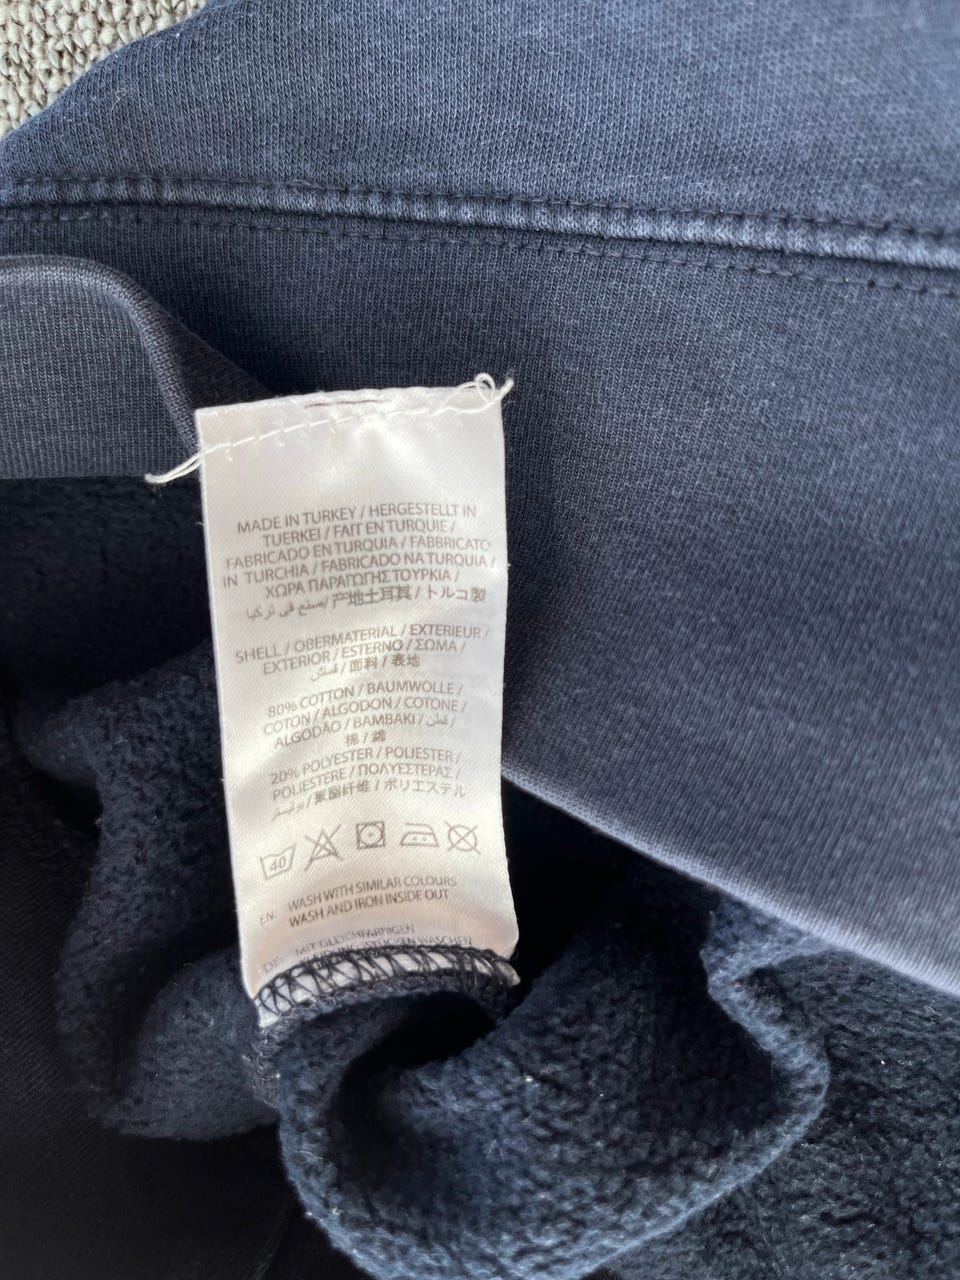 MADE IN TURKEY / HERGESTELLT IN
TUERKEI / FAIT EN TURQUIE /
FABRICADO EN TURQUIA / FABBRICATO
IN TURCHIA / FABRICADO NA TURQUIA /
ΧΩΡΑ ΠΑΡΑΓΩΓΗΣ ΤΟΥΡΚΙΑ /
صنع في تركيا / 产地土耳其 / トルコ製
SHELL / OBERMATERIAL / EXTERIEUR /
EXTERIOR / ESTERNO / ΣΩΜΑ /
قماش / 面料 / 表地
80% COTTON / BAUMWOLLE /
COTON / ALGODON / COTONE /
ALGODÃO / BAMBAKI / قطن /
棉 / 綿
20% POLYESTER / POLIESTER /
POLIESTERE / ΠΟΛΥΕΣΤΕΡΑΣ /
بوليستر / 聚酯纤维 / ポリエステル
40
EN: WASH WITH SIMILAR COLOURS
WASH AND IRON INSIDE OUT
DE: MIT GLEICHFARBIGEN
KLEIDUNGSSTÜCKEN WASCHEN